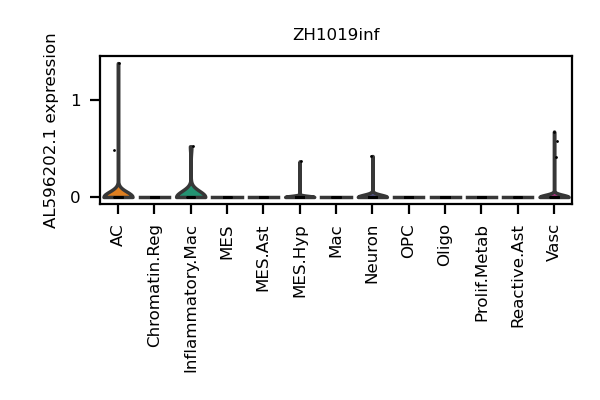 ZH1019inf
AL596202.1 expression
1
0
AC
Chromatin.Reg
Inflammatory.Mac
MES
MES.Ast
MES.Hyp
Mac
Neuron
OPC
Oligo
Prolif.Metab
Reactive.Ast
Vasc